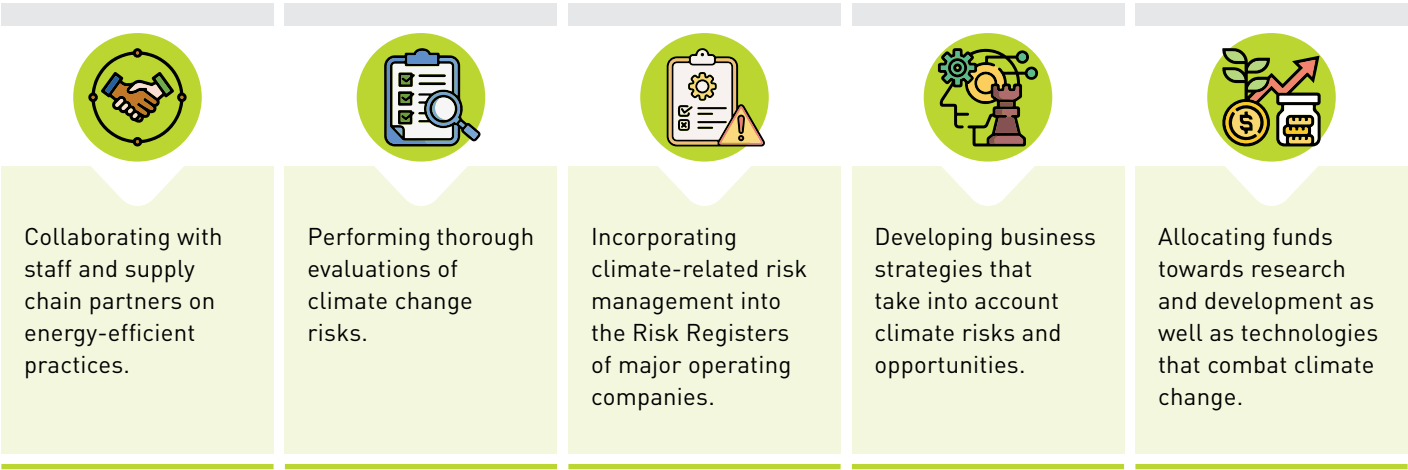 Collaborating with
staff and supply
chain partners on
energy-efficient
practices.
Performing thorough
evaluations of
climate change
risks.
Incorporating
climate-related risk
management into
the Risk Registers
of major operating
companies.
Developing business
strategies that
take into account
climate risks and
opportunities.
Allocating funds
towards research
and development as
well as technologies
that combat climate
change.